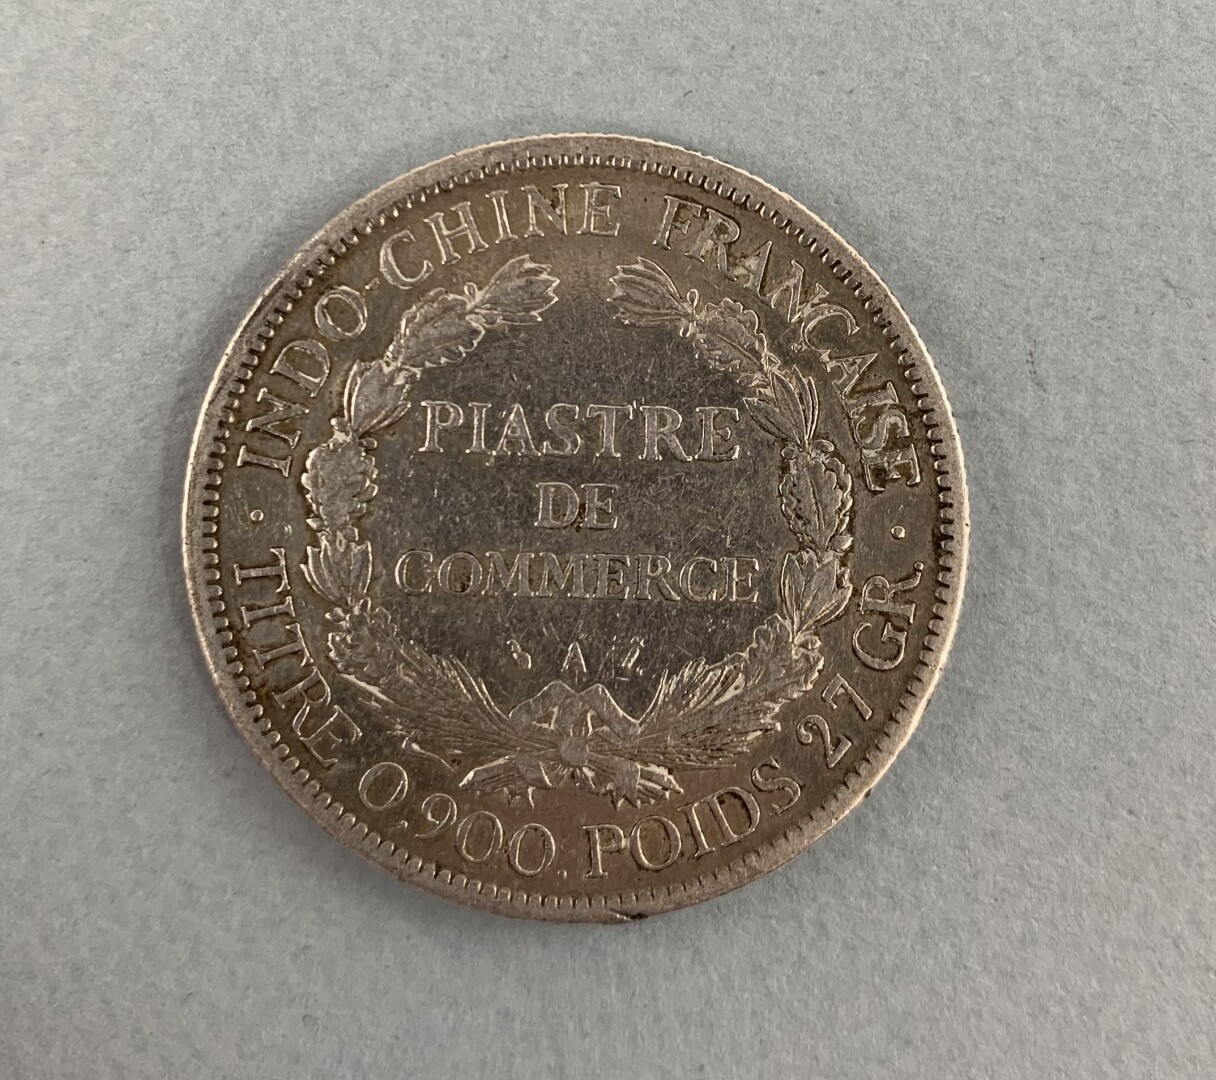 INDO-CHINE FRANÇAISE
PIASTRE
DE
COMMERCE
A
TITRE 0,900. POIDS 27 GR.